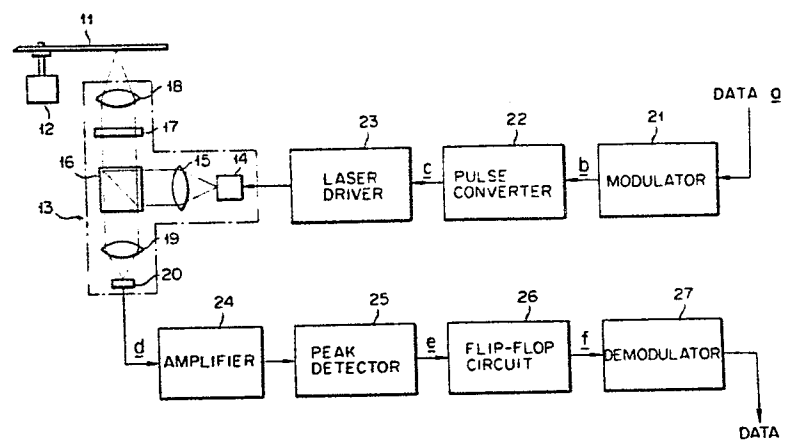 11
18
12
17
16
15
14
13
19
20
23
LASER
DRIVER
c
22
PULSE
CONVERTER
b
21
MODULATOR
DATA a
d
24
AMPLIFIER
25
PEAK
DETECTOR
e
26
FLIP-FLOP
CIRCUIT
f
27
DEMODULATOR
DATA